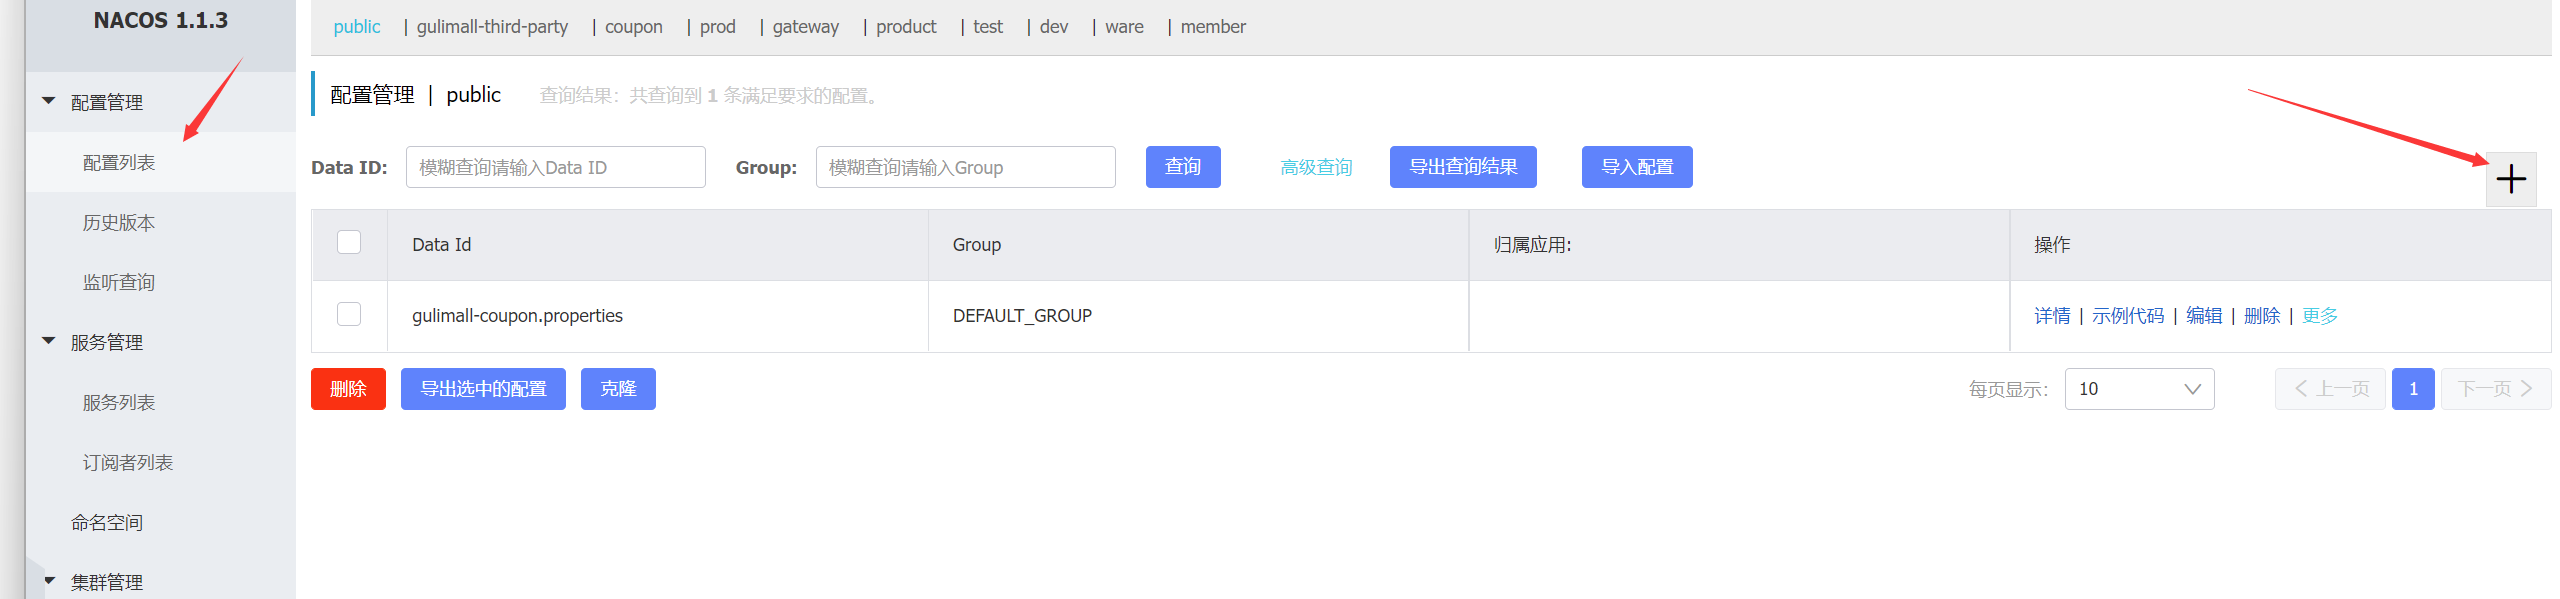 NACOS 1.1.3
public | gulimall-third-party | coupon | prod | gateway | product | test | dev | ware | member
配置管理
配置列表
历史版本
监听查询
服务管理
服务列表
订阅者列表
命名空间
集群管理
配置管理 | public 查询结果：共查询到 1 条满足要求的配置。
Data ID: 模糊查询请输入Data ID Group: 模糊查询请输入Group 查询 高级查询 导出查询结果 导入配置
Data Id Group 归属应用: 操作
gulimall-coupon.properties DEFAULT_GROUP 详情 | 示例代码 | 编辑 | 删除 | 更多
删除 导出选中的配置 克隆 每页显示: 10 上一页 1 下一页